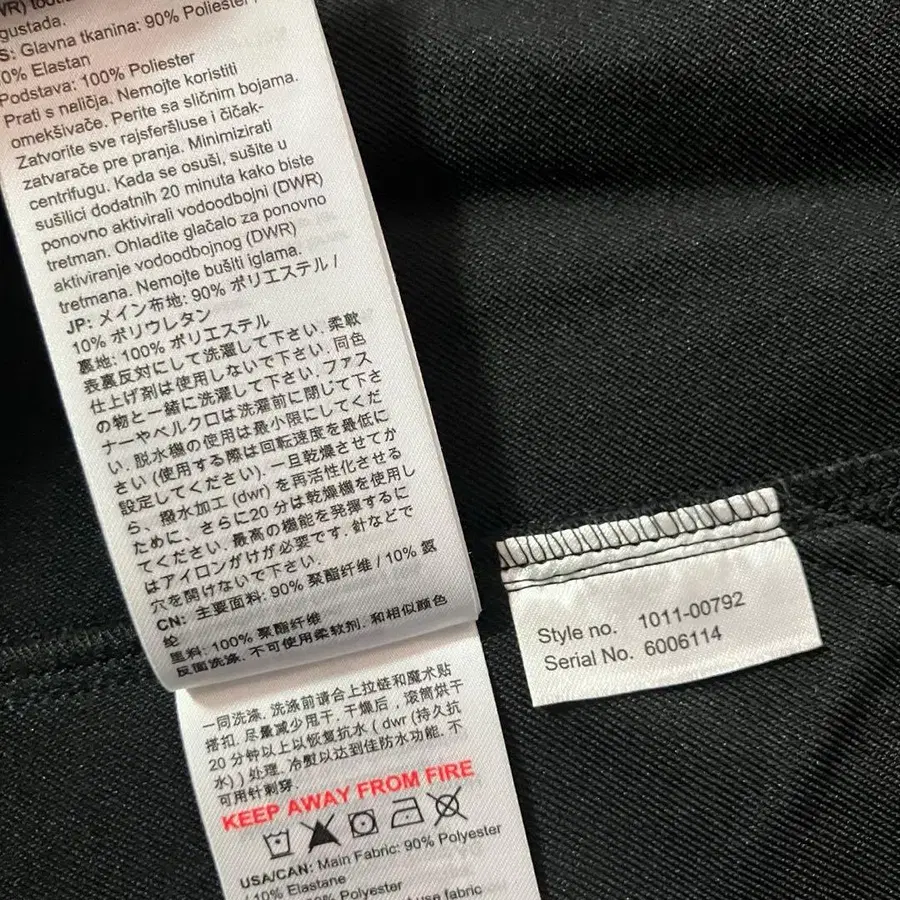 WR)
gustada.
S: Glavna tkanina: 90% Poliester /
0% Elastan
Podstava: 100% Poliester
Prati s naličja. Nemojte koristiti
omekšivače. Perite sa sličnim bojama.
Zatvorite sve rajsferšluse i čičak-
zatvarače pre pranja. Minimizirati
centrifugu. Kada se osuši, sušite u
sušilici dodatnih 20 minuta kako biste
ponovno aktivirali vodoodbojni (DWR)
tretman. Ohladite glačalo za ponovno
aktiviranje vodoodbojnog (DWR)
tretmana. Nemojte bušiti iglama.
JP: メイン布地: 90% ポリエステル /
10% ポリウレタン
裏地: 100% ポリエステル
表裏反対にして洗濯して下さい. 柔軟
仕上げ剤は使用しないで下さい. 同色
の物と一緒に洗濯して下さい. ファス
ナーやベルクロは洗濯前に閉じて下さ
い. 脱水機の使用は最小限にしてくだ
さい (使用する際は回転速度を最低に
設定してください). 一旦乾燥させてか
ら、撥水加工 (dwr) を再活性化させる
ために、さらに20 分は乾燥機を使用し
てください. 最高の機能を発揮するに
はアイロンがけが必要です. 針などで
穴を開けないで下さい.
CN: 主要面料: 90% 聚酯纤维 / 10% 氨
纶
里料: 100% 聚酯纤维
反面洗涤. 不可使用柔软剂. 和相似颜色
一同洗涤. 洗涤前请合上拉链和魔术贴
搭扣. 尽量减少甩干. 干燥后，滚筒烘干
20 分钟以上以恢复抗水 ( dwr (持久抗
水) ) 处理. 冷熨以达到佳防水功能. 不
可用针刺穿.
KEEP AWAY FROM FIRE
USA/CAN: Main Fabric: 90% Polyester
/ 10% Elastane
% Polyester
use fabric
Style no. 1011-00792
Serial No. 6006114